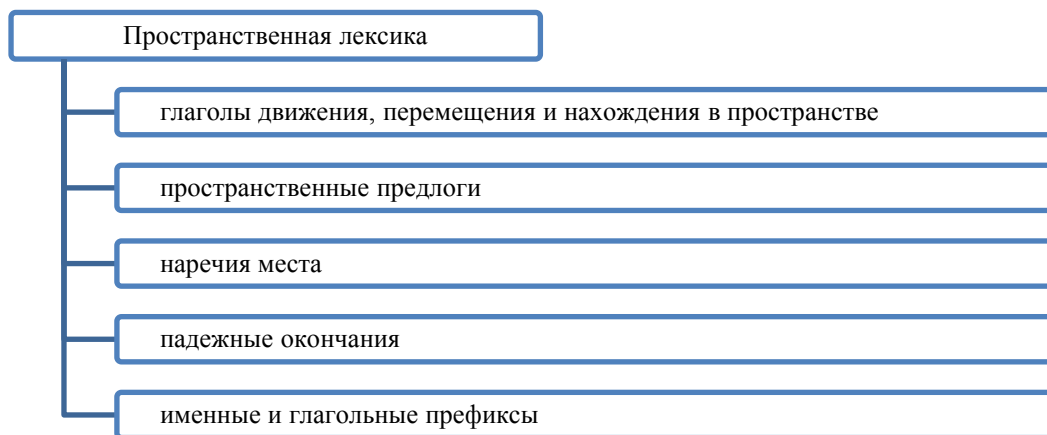 Пространственная лексика
глаголы движения, перемещения и нахождения в пространстве
пространственные предлоги
наречия места
падежные окончания
именные и глагольные префиксы